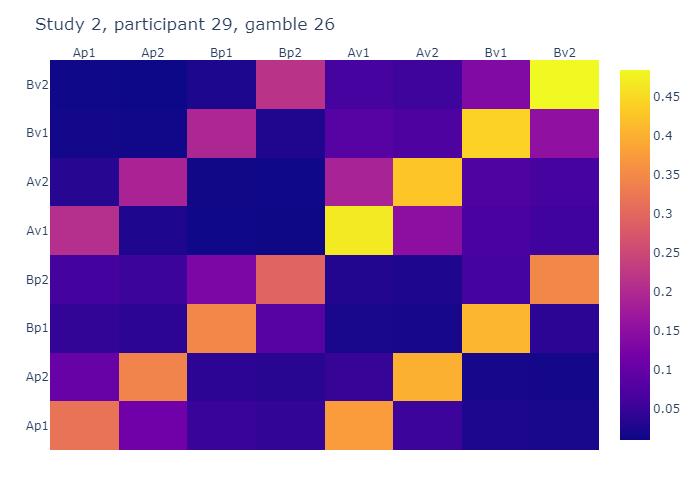 Study 2, participant 29, gamble 26
Ap1 Ap2 Bp1 Bp2 Av1 Av2 Bv1 Bv2
Bv2
Bv1
Av2
Av1
Bp2
Bp1
Ap2
Ap1
0.45
0.4
0.35
0.3
0.25
0.2
0.15
0.1
0.05